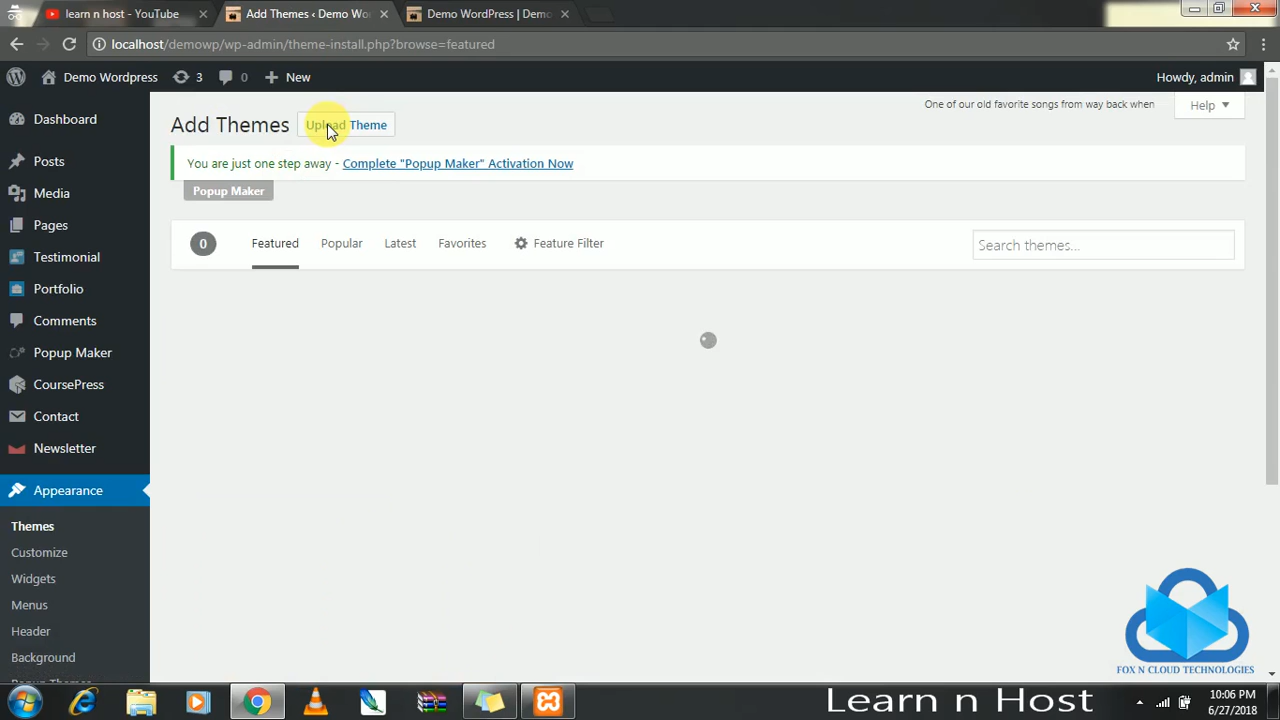 learn n host - YouTube
Add Themes ‹ Demo Wo
Demo WordPress | Demo
localhost/demowp/wp-admin/theme-install.php?browse=featured
Demo Wordpress
3
0
New
Howdy, admin
Dashboard
Posts
Media
Pages
Testimonial
Portfolio
Comments
Popup Maker
CoursePress
Contact
Newsletter
Appearance
Themes
Customize
Widgets
Menus
Header
Background
One of our old favorite songs from way back when
Help
Add Themes
Upload Theme
You are just one step away - Complete "Popup Maker" Activation Now
Popup Maker
0
Featured
Popular
Latest
Favorites
Feature Filter
Search themes...
FOX N CLOUD TECHNOLOGIES
Learn n Host
10:06 PM
6/27/2018